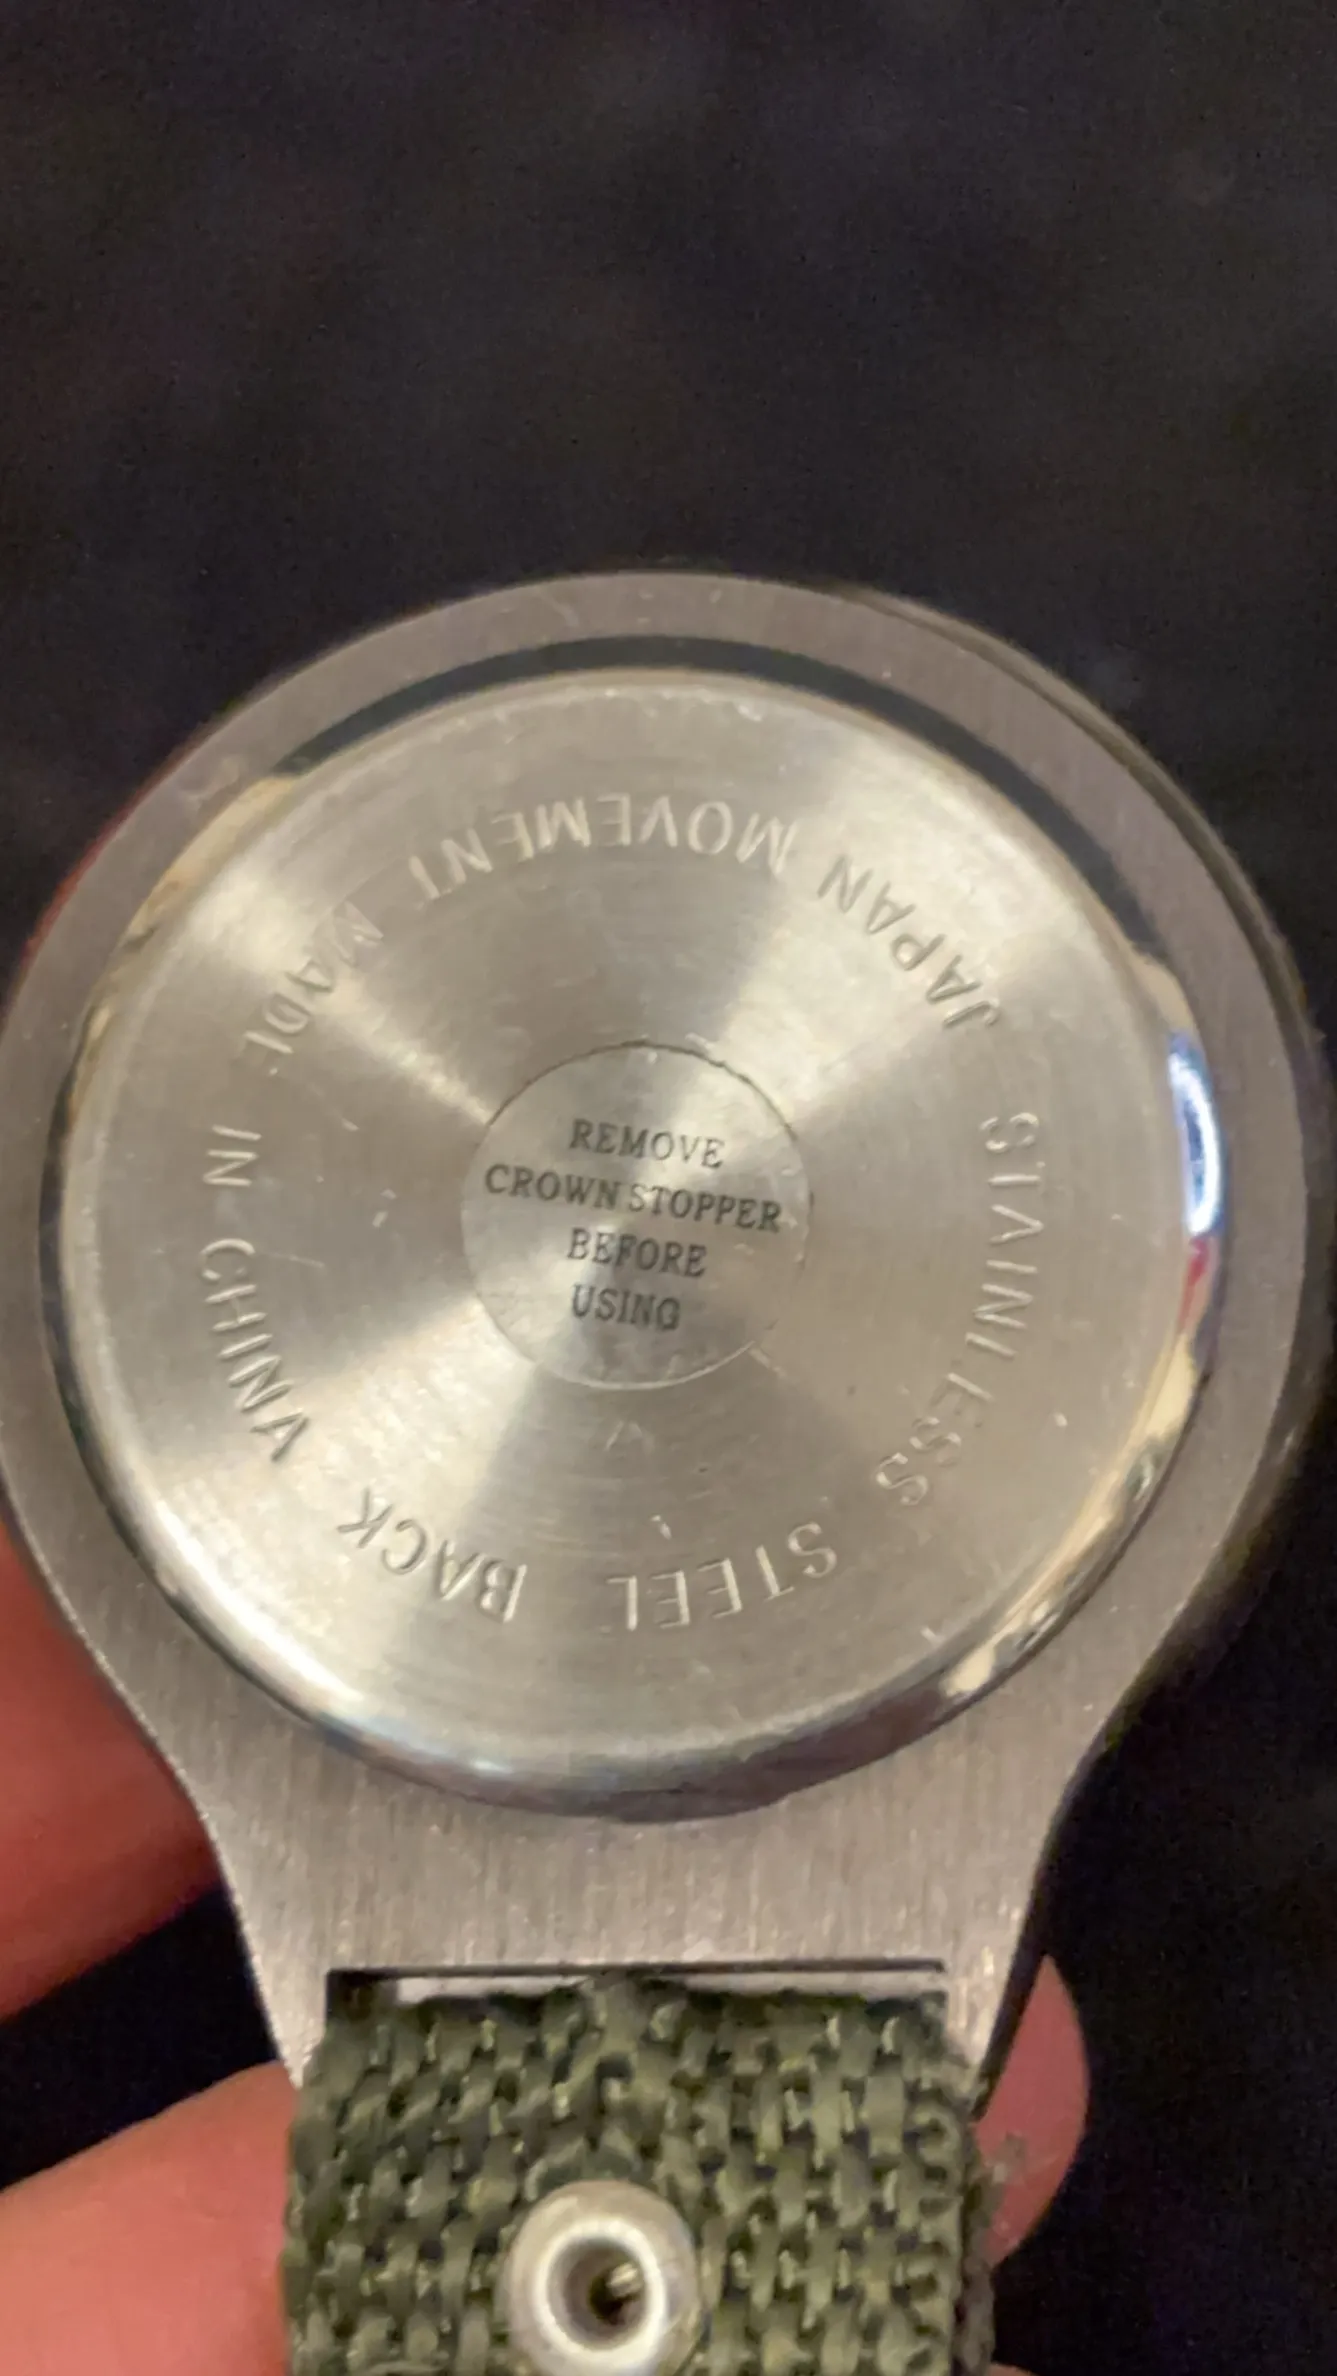 REMOVE
CROWN STOPPER
BEFORE
USING
STAINLESS STEEL BACK
JAPAN MOVEMENT MADE IN CHINA